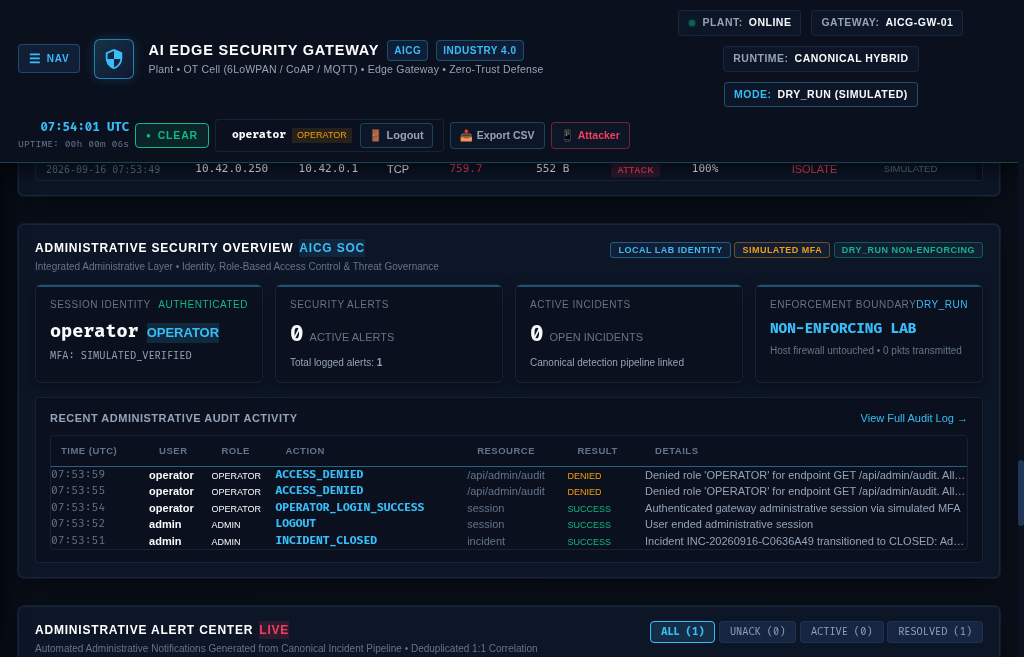 ☰ NAV
AI EDGE SECURITY GATEWAY AICG INDUSTRY 4.0
Plant • OT Cell (6LoWPAN / CoAP / MQTT) • Edge Gateway • Zero-Trust Defense
PLANT: ONLINE
GATEWAY: AICG-GW-01
RUNTIME: CANONICAL HYBRID
MODE: DRY_RUN (SIMULATED)
07:54:01 UTC
UPTIME: 00h 00m 06s
• CLEAR
operator OPERATOR
Logout
Export CSV
Attacker
2026-09-16 07:53:49 10.42.0.250 10.42.0.1 TCP 759.7 552 B ATTACK 100% ISOLATE SIMULATED
ADMINISTRATIVE SECURITY OVERVIEW AICG SOC
LOCAL LAB IDENTITY SIMULATED MFA DRY_RUN NON-ENFORCING
Integrated Administrative Layer • Identity, Role-Based Access Control & Threat Governance
SESSION IDENTITY AUTHENTICATED
operator OPERATOR
MFA: SIMULATED_VERIFIED
SECURITY ALERTS
0 ACTIVE ALERTS
Total logged alerts: 1
ACTIVE INCIDENTS
0 OPEN INCIDENTS
Canonical detection pipeline linked
ENFORCEMENT BOUNDARY DRY_RUN
NON-ENFORCING LAB
Host firewall untouched • 0 pkts transmitted
RECENT ADMINISTRATIVE AUDIT ACTIVITY
View Full Audit Log →
TIME (UTC) USER ROLE ACTION RESOURCE RESULT DETAILS
07:53:59 operator OPERATOR ACCESS_DENIED /api/admin/audit DENIED Denied role 'OPERATOR' for endpoint GET /api/admin/audit. All...
07:53:55 operator OPERATOR ACCESS_DENIED /api/admin/audit DENIED Denied role 'OPERATOR' for endpoint GET /api/admin/audit. All...
07:53:54 operator OPERATOR OPERATOR_LOGIN_SUCCESS session SUCCESS Authenticated gateway administrative session via simulated MFA
07:53:52 admin ADMIN LOGOUT session SUCCESS User ended administrative session
07:53:51 admin ADMIN INCIDENT_CLOSED incident SUCCESS Incident INC-20260916-C0636A49 transitioned to CLOSED: Ad...
ADMINISTRATIVE ALERT CENTER LIVE
ALL (1) UNACK (0) ACTIVE (0) RESOLVED (1)
Automated Administrative Notifications Generated from Canonical Incident Pipeline • Deduplicated 1:1 Correlation